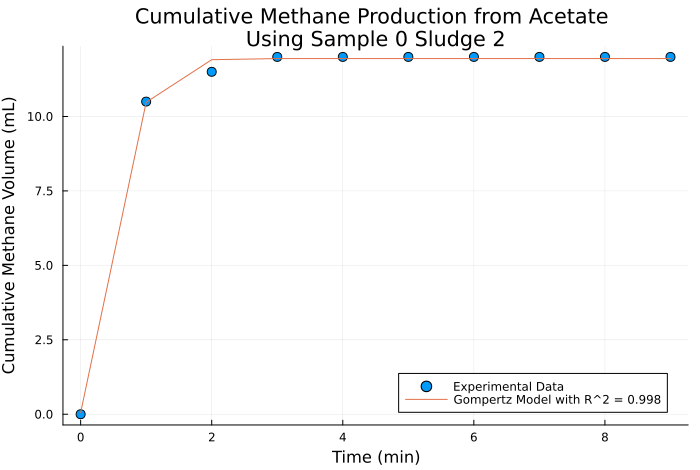 Cumulative Methane Production from Acetate
Using Sample 0 Sludge 2
Cumulative Methane Volume (mL)
10.0
7.5
5.0
2.5
0.0
0
2
4
6
8
Time (min)
Experimental Data
Gompertz Model with R^2 = 0.998